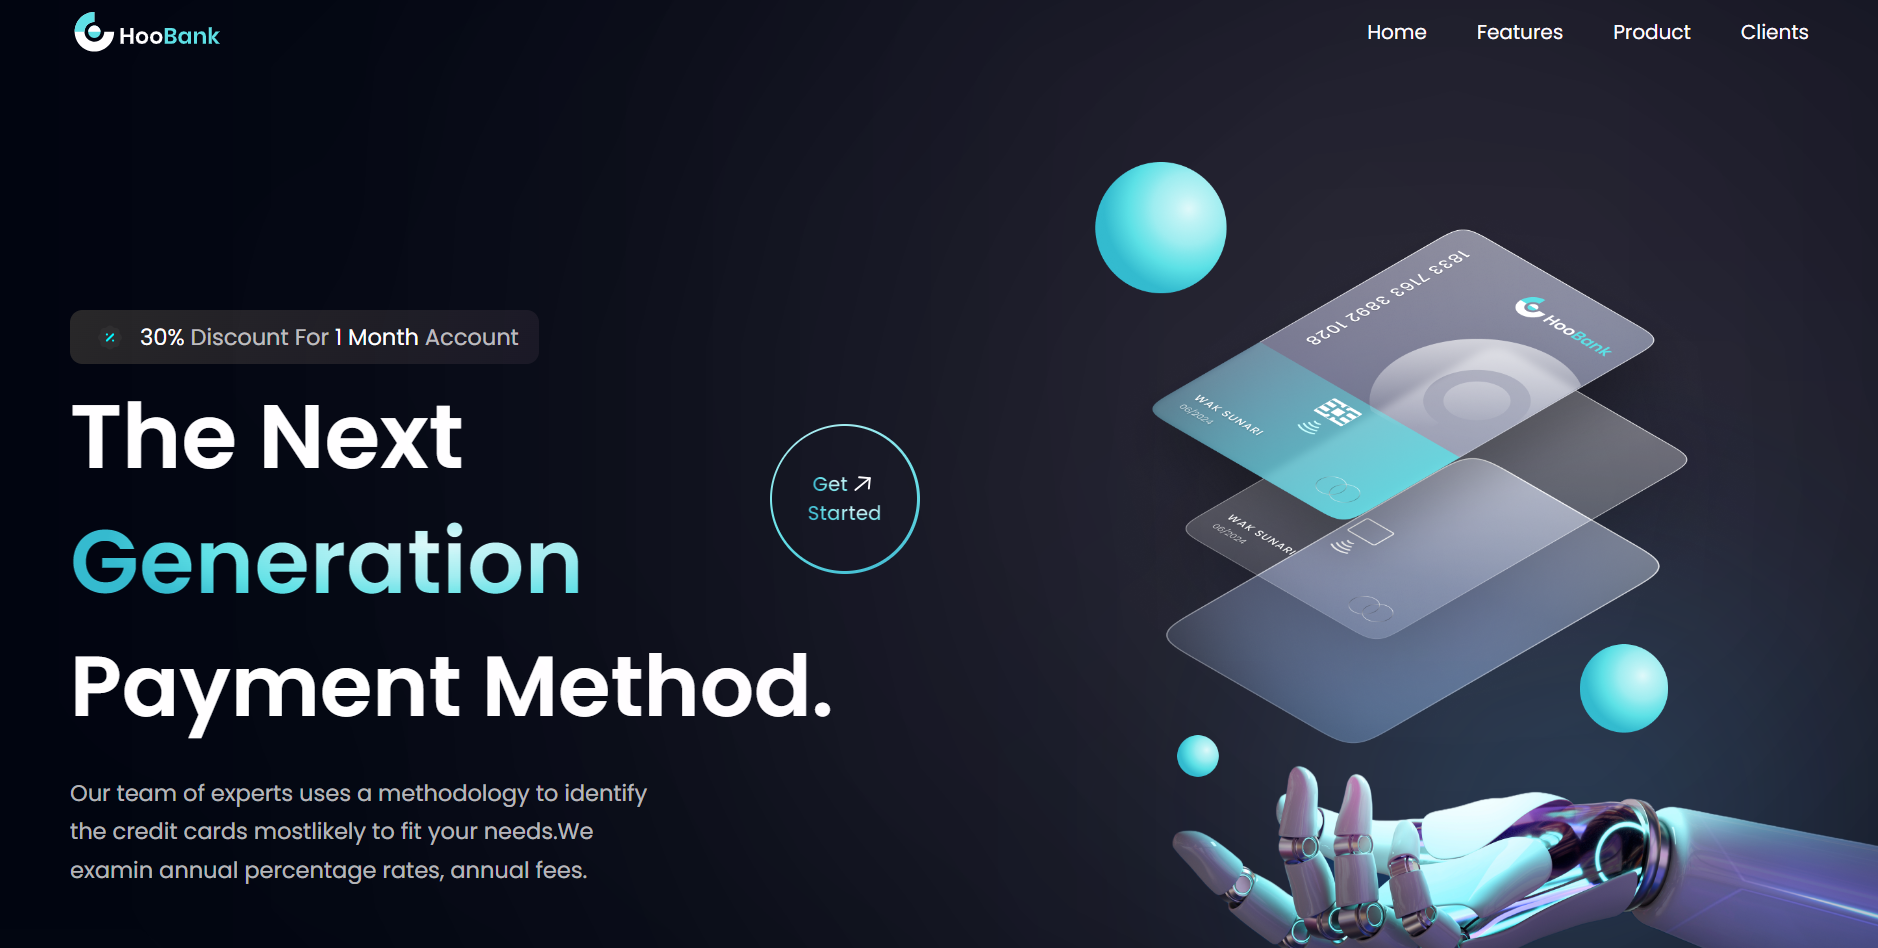 HooBank
Home Features Product Clients
30% Discount For 1 Month Account
The Next
Generation
Payment Method.
Get
Started
Our team of experts uses a methodology to identify
the credit cards mostlikely to fit your needs.We
examin annual percentage rates, annual fees.
1833 7163 3892 1028
HooBank
WAK SUNARI
06/2024
WAK SUNARI
06/2024